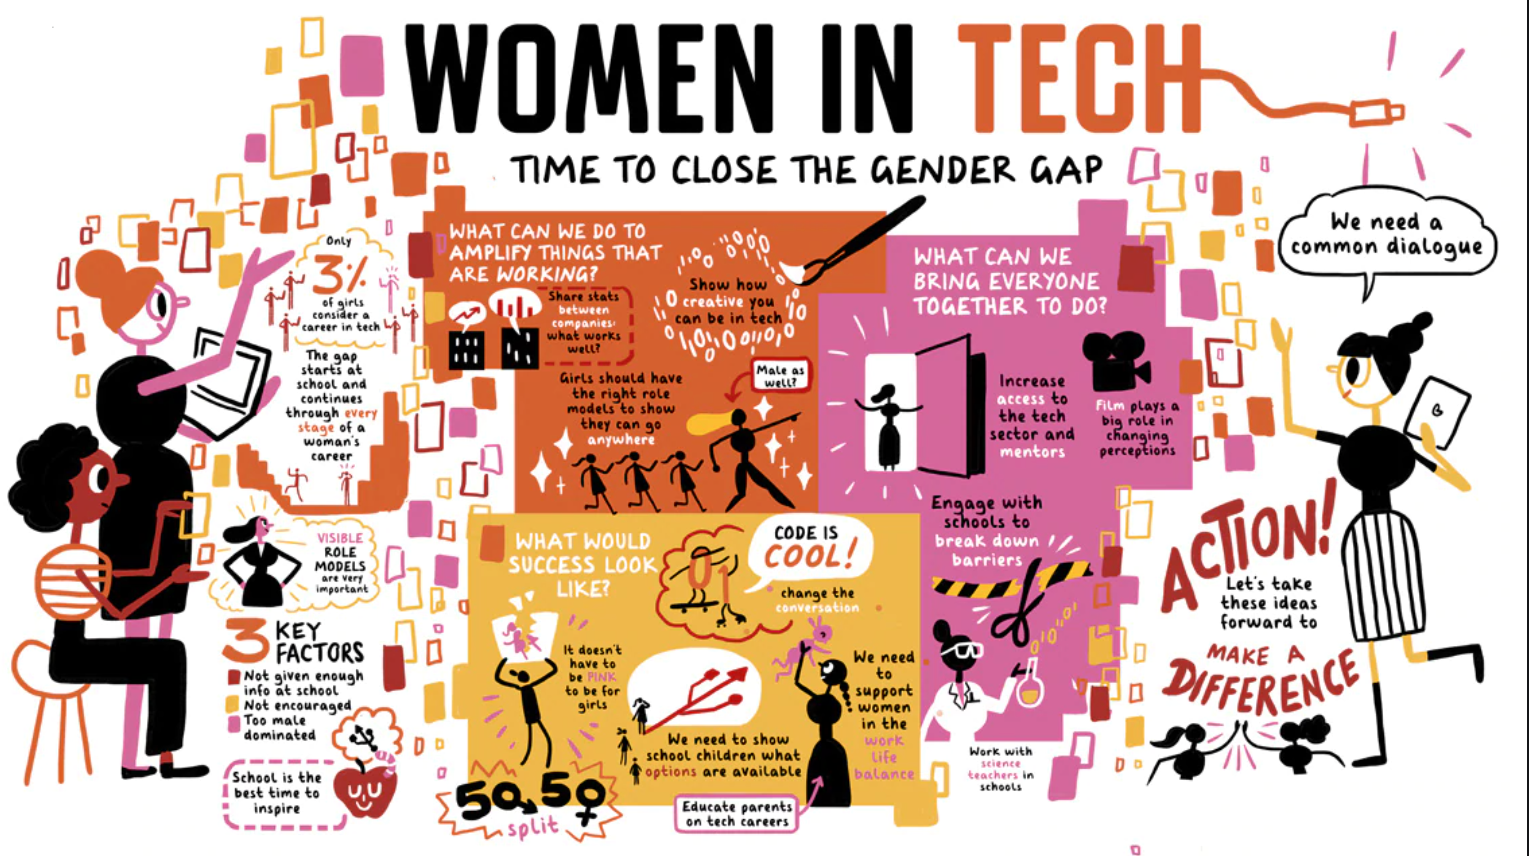 WOMEN IN TECH
TIME TO CLOSE THE GENDER GAP
Only
3%
of girls
consider a
career in tech
The gap
starts at
school and
continues
through every
stage of a
woman's
career
VISIBLE
ROLE
MODELS
are very
important
3 KEY
FACTORS
Not given enough
info at school
Not encouraged
Too male
dominated
School is the
best time to
inspire
WHAT CAN WE DO TO
AMPLIFY THINGS THAT
ARE WORKING?
Share stats
between
companies:
what works
well?
Show how
creative you
can be in tech
Girls should have
the right role
models to show
they can go
anywhere
Male as
well?
WHAT WOULD
SUCCESS LOOK
LIKE?
CODE IS
COOL!
change the
conversation
It doesn't
have to
be PINK
to be for
girls
We need to show
school children what
options are available
We need
to
support
women
in the
work
life
balance
50,50
split
Educate parents
on tech careers
WHAT CAN WE
BRING EVERYONE
TOGETHER TO DO?
Increase
access to
the tech
sector and
mentors
Film plays a
big role in
changing
perceptions
Engage with
schools to
break down
barriers
Work with
science
teachers in
schools
We need a
common dialogue
ACTION!
Let's take
these ideas
forward to
MAKE A
DIFFERENCE